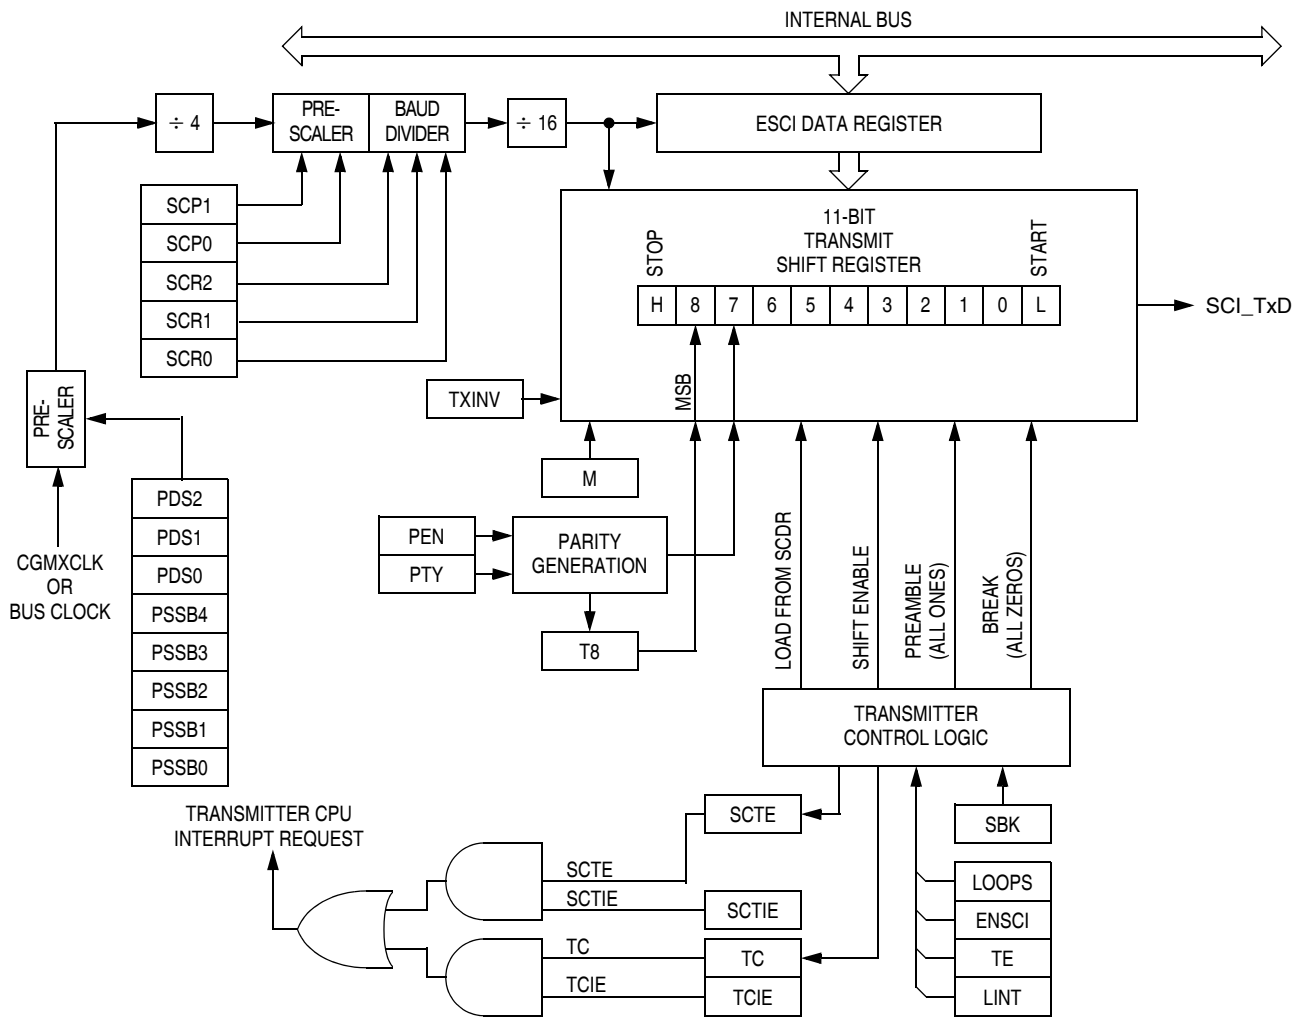 INTERNAL BUS
÷ 4
PRE-
SCALER
BAUD
DIVIDER
÷ 16
ESCI DATA REGISTER
SCP1
SCP0
SCR2
SCR1
SCR0
11-BIT
TRANSMIT
SHIFT REGISTER
STOP
START
H 8 7 6 5 4 3 2 1 0 L
SCI_TxD
MSB
TXINV
M
PRE-
SCALER
CGMXCLK
OR
BUS CLOCK
PDS2
PDS1
PDS0
PSSB4
PSSB3
PSSB2
PSSB1
PSSB0
PEN
PTY
PARITY
GENERATION
T8
LOAD FROM SCDR
SHIFT ENABLE
PREAMBLE
(ALL ONES)
BREAK
(ALL ZEROS)
TRANSMITTER
CONTROL LOGIC
TRANSMITTER CPU
INTERRUPT REQUEST
SCTE
SBK
SCTE
SCTIE
SCTIE
TC
TC
TCIE
TCIE
LOOPS
ENSCI
TE
LINT